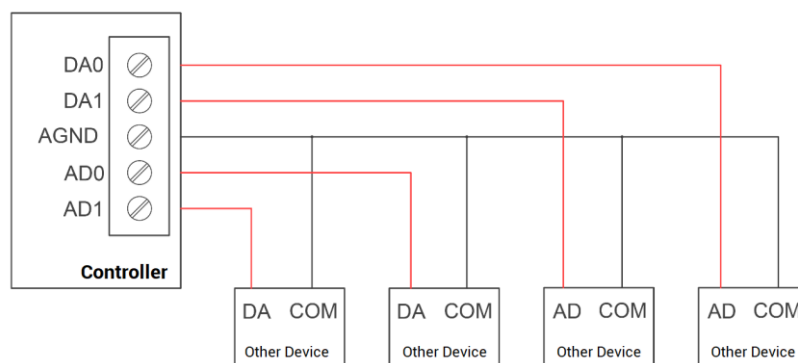 DA0
DA1
AGND
AD0
AD1
Controller
DA COM
Other Device
DA COM
Other Device
AD COM
Other Device
AD COM
Other Device